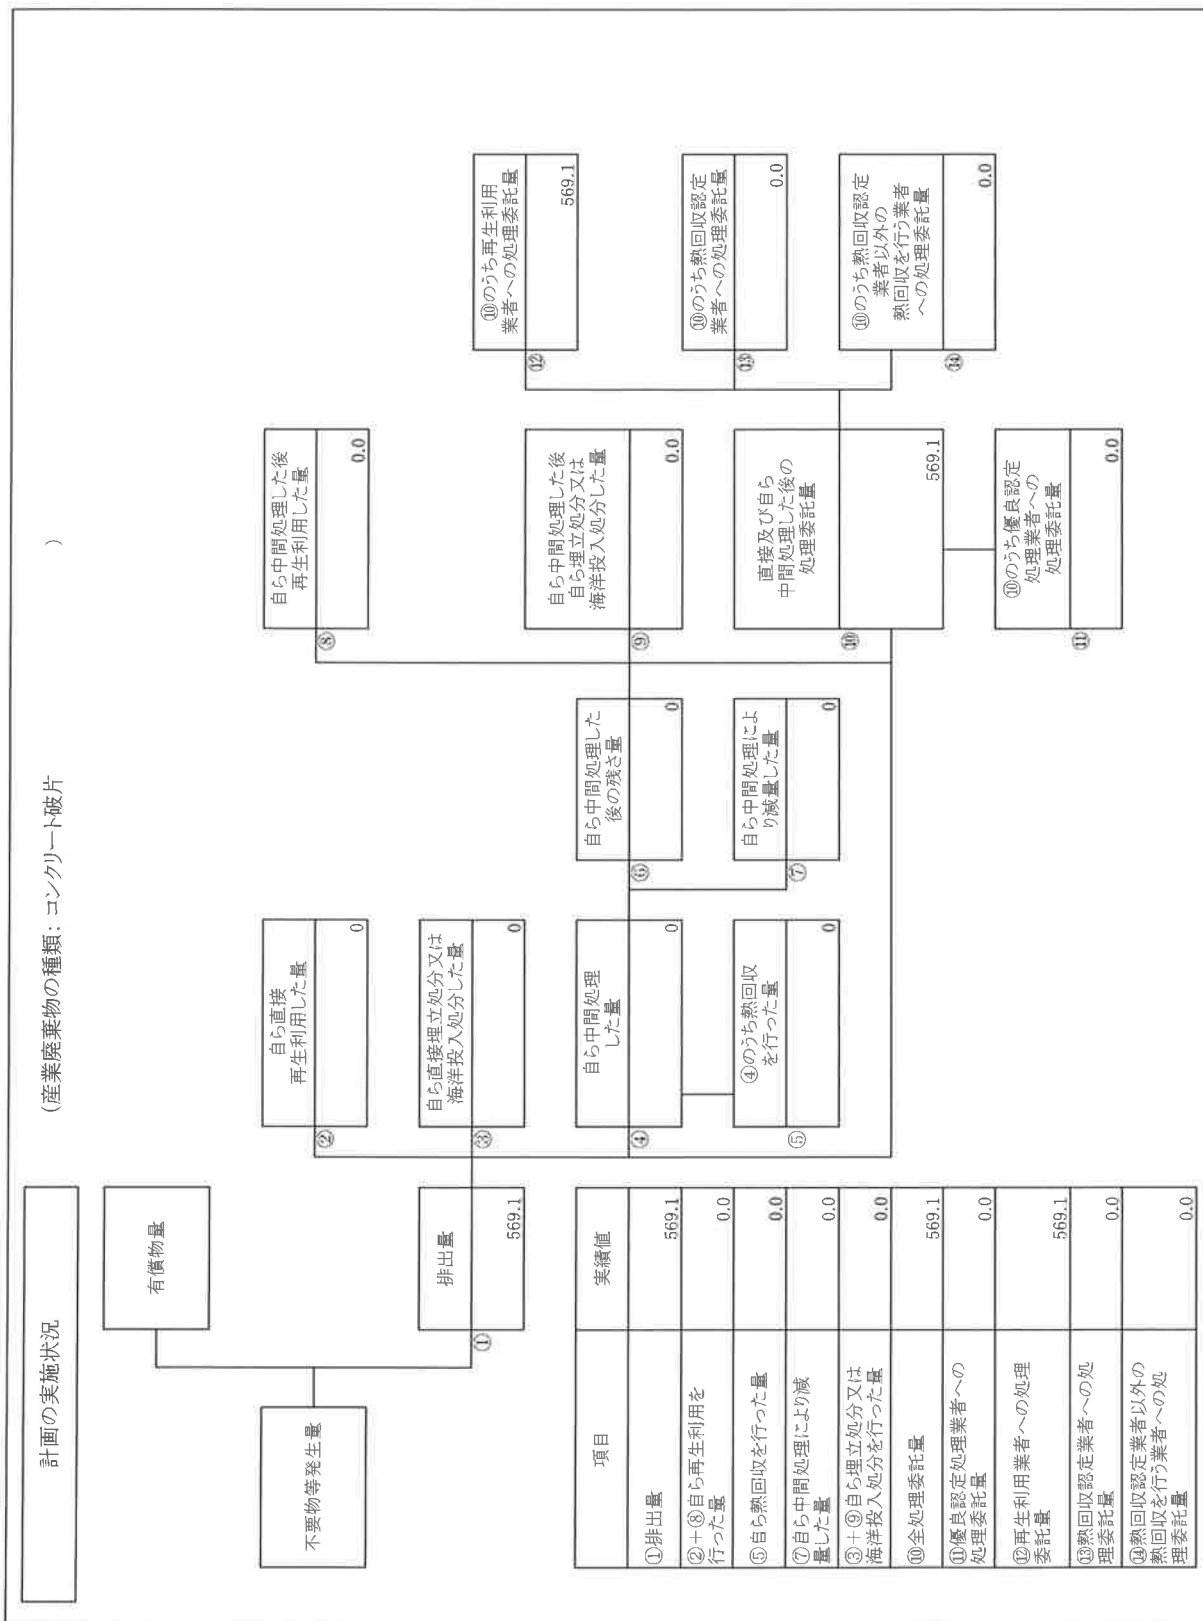 計画の実施状況
(産業廃棄物の種類：コンクリート破片　)
不要物等発生量
有償物量
①
排出量
569.1
②
自ら直接
再生利用した量
0
③
自ら直接埋立処分又は
海洋投入処分した量
0
④
自ら中間処理
した量
0
⑤
④のうち熱回収
を行った量
0
⑥
自ら中間処理した
後の残さ量
0
⑦
自ら中間処理によ
り減量した量
0
⑧
自ら中間処理した後
再生利用した量
0.0
⑨
自ら中間処理した後
自ら埋立処分又は
海洋投入処分した量
0.0
⑩
直接及び自ら
中間処理した後の
処理委託量
569.1
⑪
⑩のうち優良認定
処理業者への
処理委託量
0.0
⑫
⑩のうち再生利用
業者への処理委託量
569.1
⑬
⑩のうち熱回収認定
業者への処理委託量
0.0
⑭
⑩のうち熱回収認定
業者以外の
熱回収を行う業者
への処理委託量
0.0
項目 実績値
①排出量 569.1
②＋⑧自ら再生利用を
行った量 0.0
⑤自ら熱回収を行った量 0.0
⑦自ら中間処理により減
量した量 0.0
③＋⑨自ら埋立処分又は
海洋投入処分を行った量 0.0
⑩全処理委託量 569.1
⑪優良認定処理業者への
処理委託量 0.0
⑫再生利用業者への処理
委託量 569.1
⑬熱回収認定業者への処
理委託量 0.0
⑭熱回収認定業者以外の
熱回収を行う業者への処
理委託量 0.0